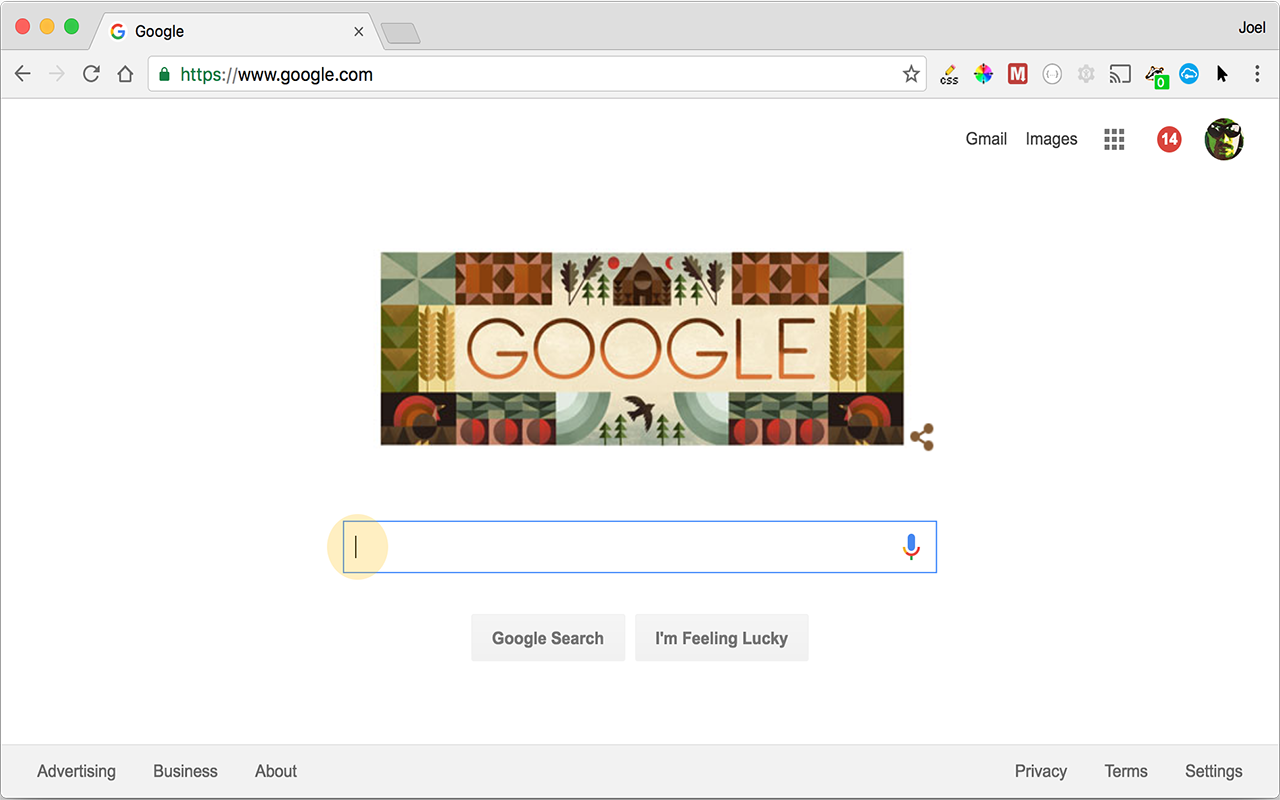 Google
Joel
https://www.google.com
css
M
0
Gmail Images
14
GOOGLE
Google Search I'm Feeling Lucky
Advertising Business About Privacy Terms Settings